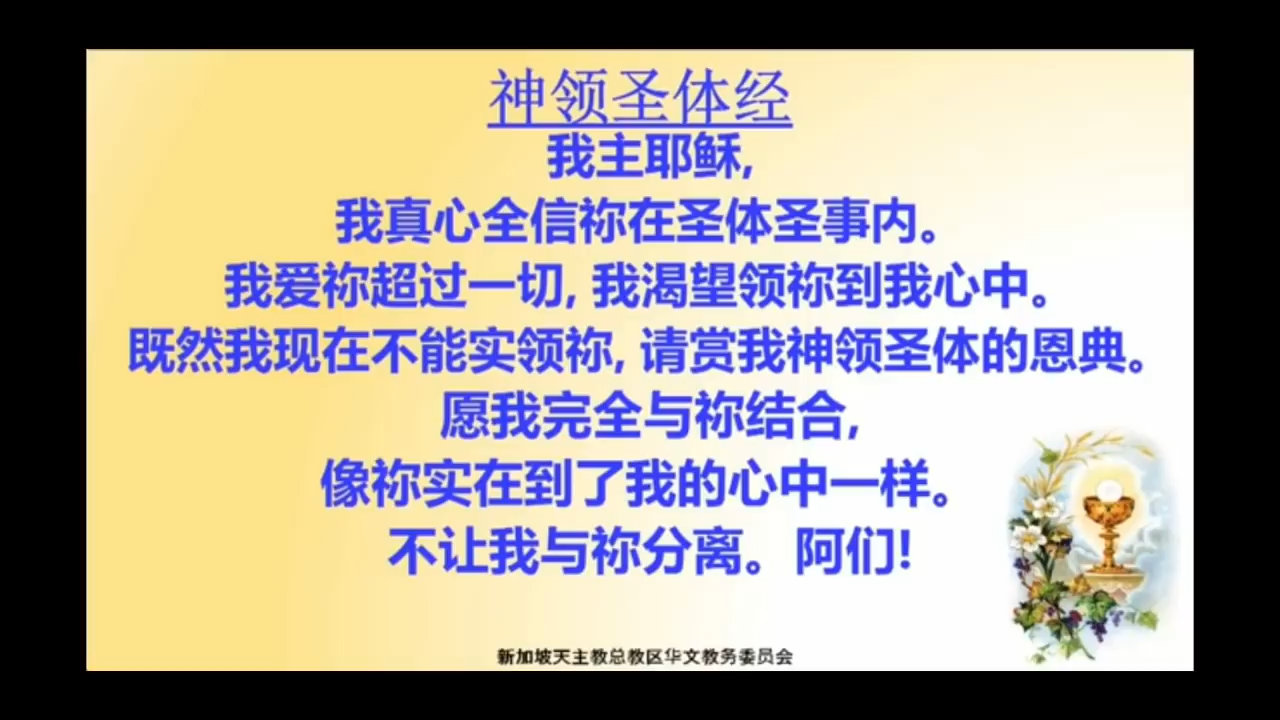 神领圣体经
我主耶稣,
我真心全信祢在圣体圣事内。
我爱祢超过一切, 我渴望领祢到我心中。
既然我现在不能实领祢, 请赏我神领圣体的恩典。
愿我完全与祢结合,
像祢实在到了我的心中一样。
不让我与祢分离。阿们!
新加坡天主教总教区华文教务委员会